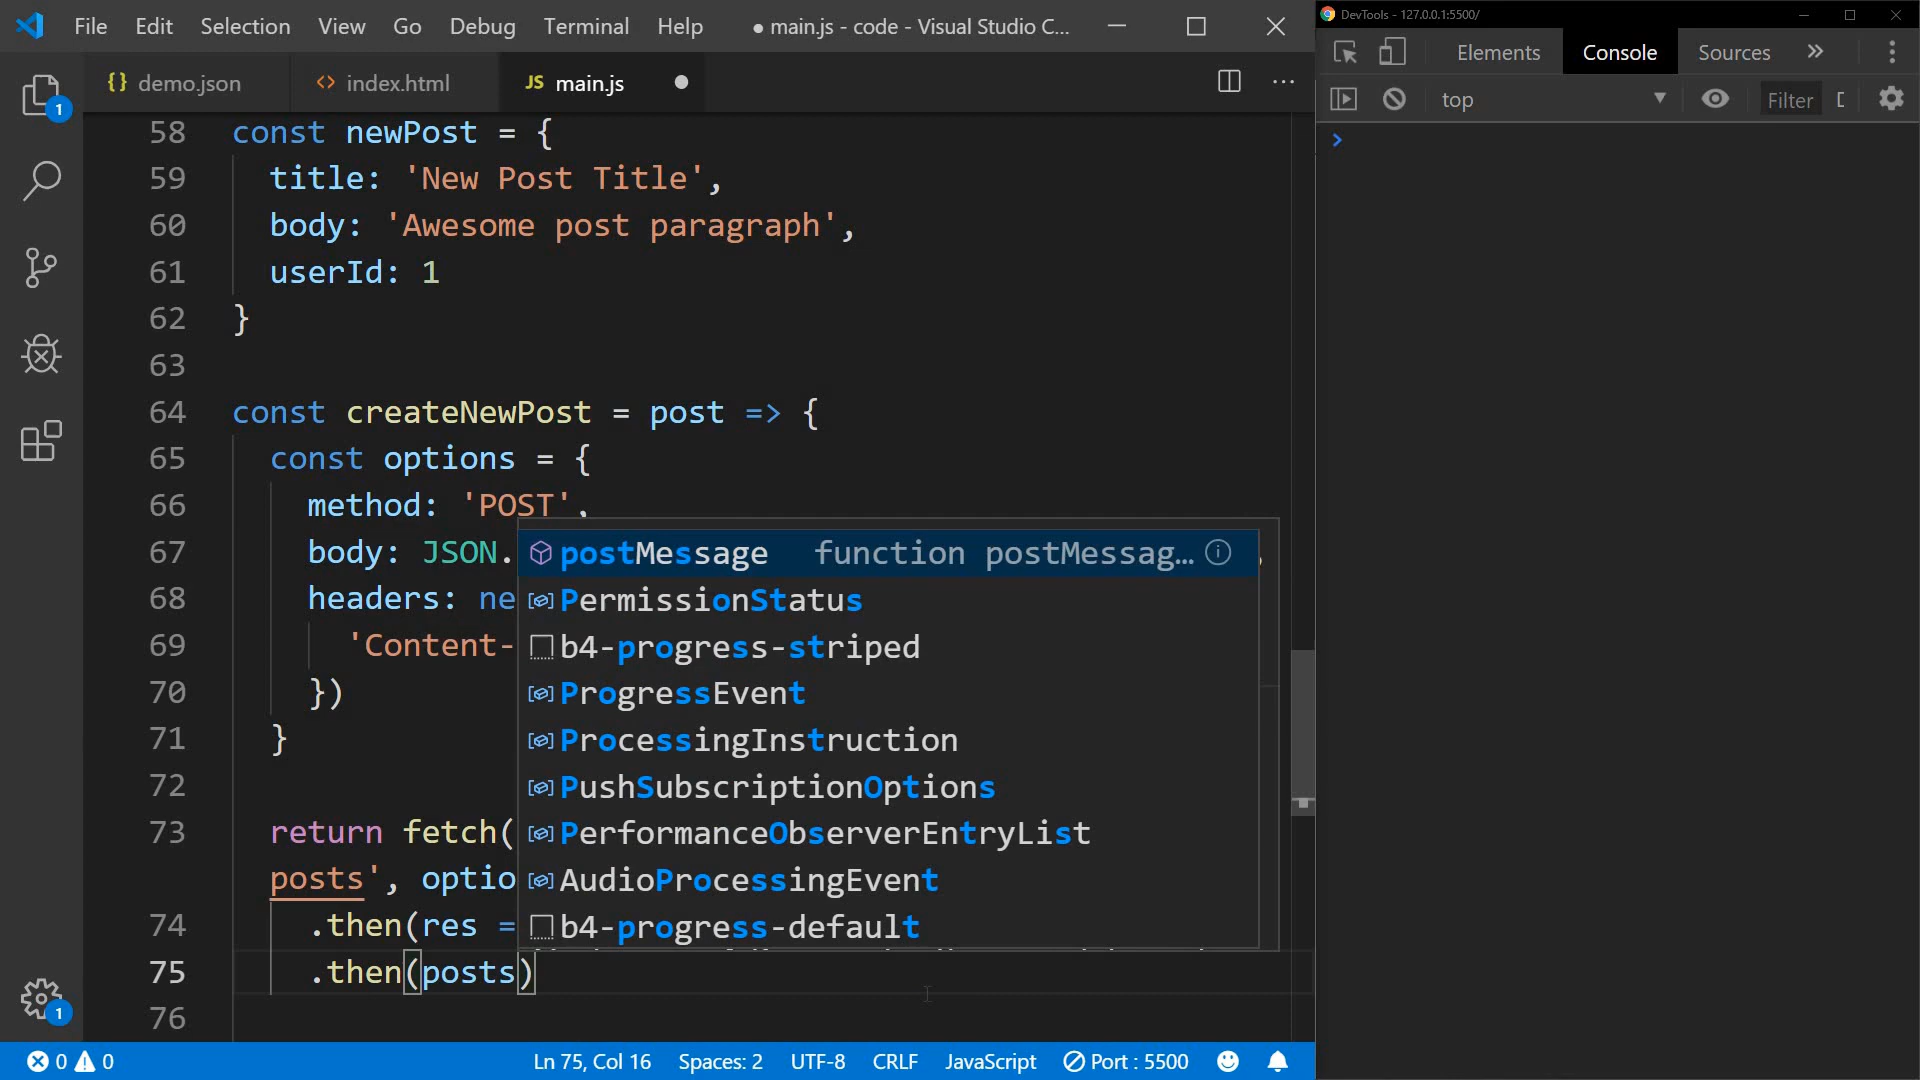 File Edit Selection View Go Debug Terminal Help ● main.js - code - Visual Studio C...
DevTools - 127.0.0.1:5500/
Elements Console Sources »
{} demo.json <> index.html JS main.js ● ...
top Filter
1
58 const newPost = {
59 title: 'New Post Title',
60 body: 'Awesome post paragraph',
61 userId: 1
62 }
63
64 const createNewPost = post => {
65 const options = {
66 method: 'POST',
67 body: JSON.
68 headers: ne
69 'Content-
70 })
71 }
72
73 return fetch(
posts', optio
74 .then(res =
75 .then(posts)
76
postMessage function postMessag...
PermissionStatus
b4-progress-striped
ProgressEvent
ProcessingInstruction
PushSubscriptionOptions
PerformanceObserverEntryList
AudioProcessingEvent
b4-progress-default
1
0 0 Ln 75, Col 16 Spaces: 2 UTF-8 CRLF JavaScript Port : 5500